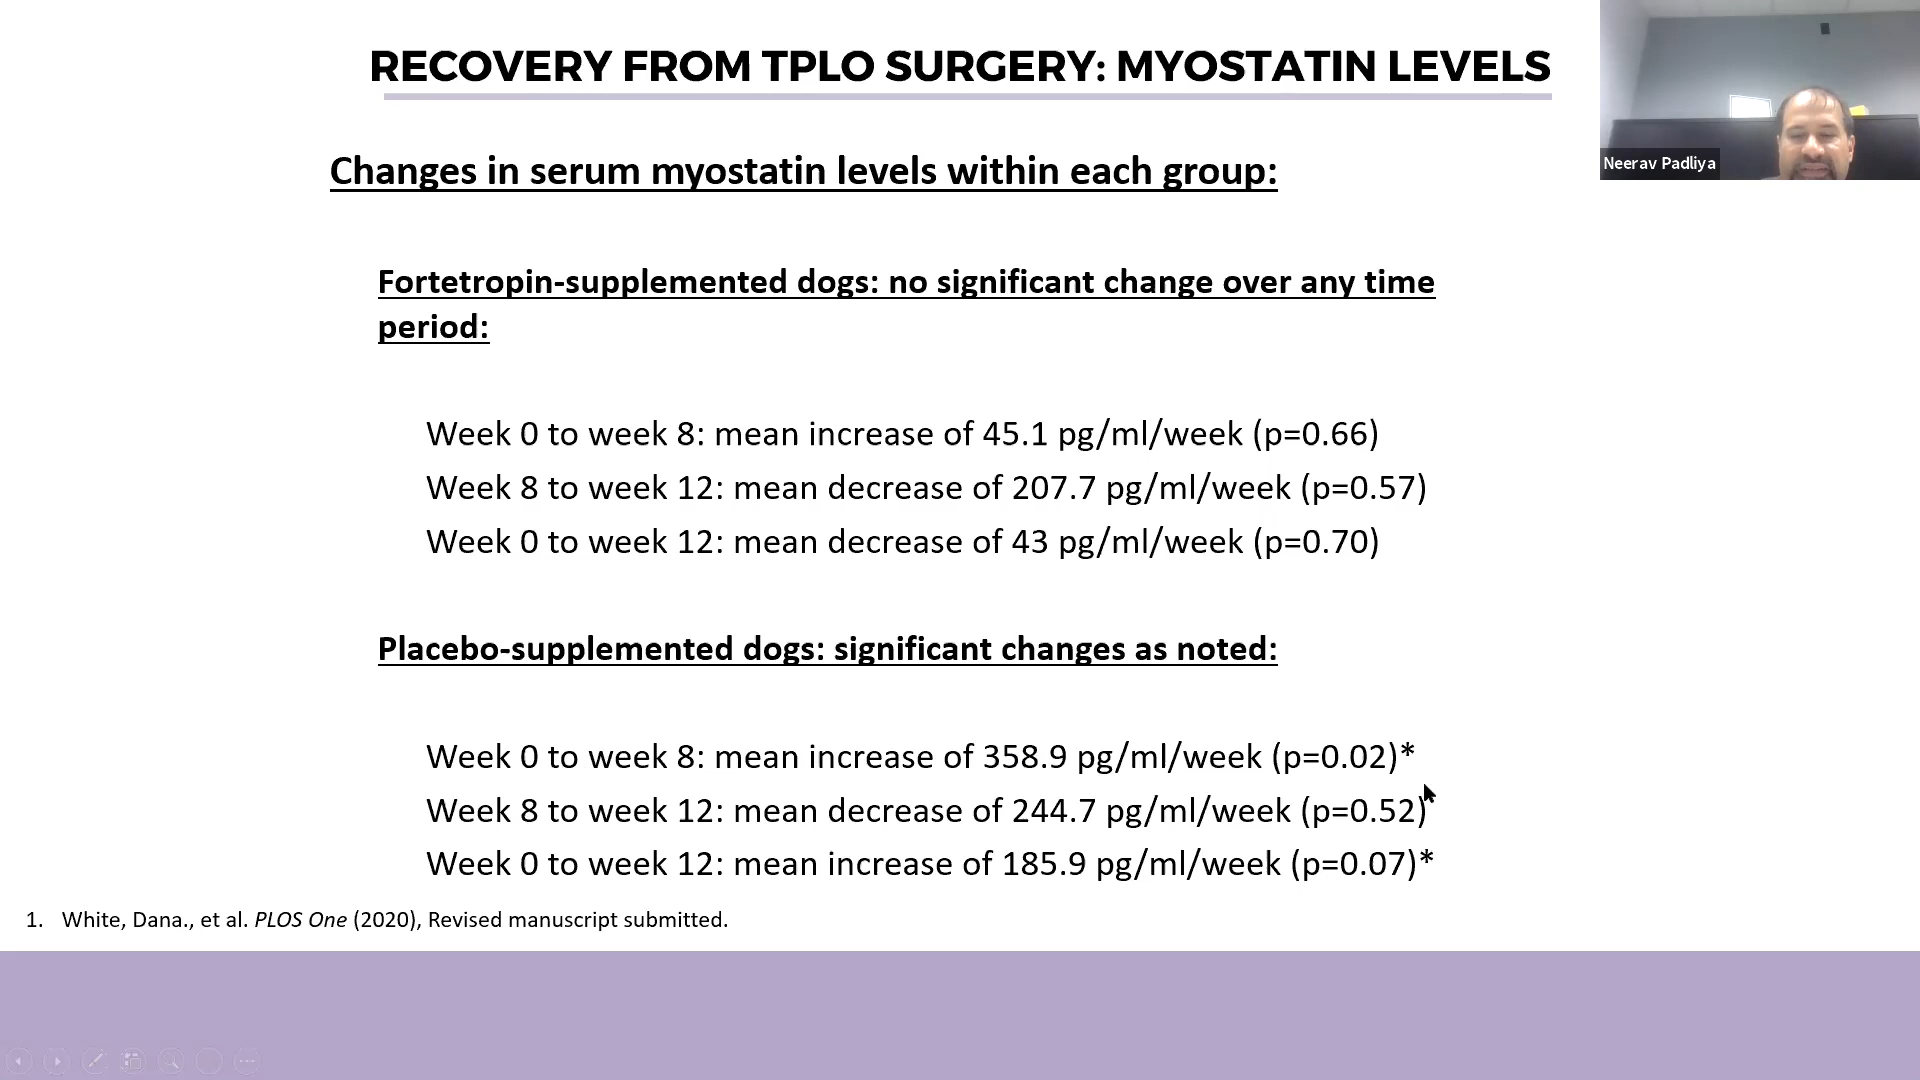 RECOVERY FROM TPLO SURGERY: MYOSTATIN LEVELS
Neerav Padliya
Changes in serum myostatin levels within each group:
Fortetropin-supplemented dogs: no significant change over any time
period:
Week 0 to week 8: mean increase of 45.1 pg/ml/week (p=0.66)
Week 8 to week 12: mean decrease of 207.7 pg/ml/week (p=0.57)
Week 0 to week 12: mean decrease of 43 pg/ml/week (p=0.70)
Placebo-supplemented dogs: significant changes as noted:
Week 0 to week 8: mean increase of 358.9 pg/ml/week (p=0.02)*
Week 8 to week 12: mean decrease of 244.7 pg/ml/week (p=0.52)
Week 0 to week 12: mean increase of 185.9 pg/ml/week (p=0.07)*
1. White, Dana., et al. PLOS One (2020), Revised manuscript submitted.